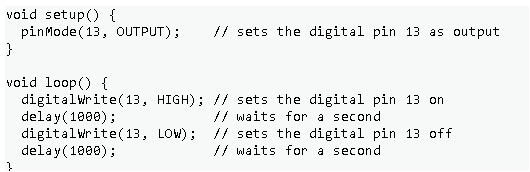 void setup() {
  pinMode(13, OUTPUT);    // sets the digital pin 13 as output
}

void loop() {
  digitalWrite(13, HIGH); // sets the digital pin 13 on
  delay(1000);            // waits for a second
  digitalWrite(13, LOW);  // sets the digital pin 13 off
  delay(1000);            // waits for a second
}